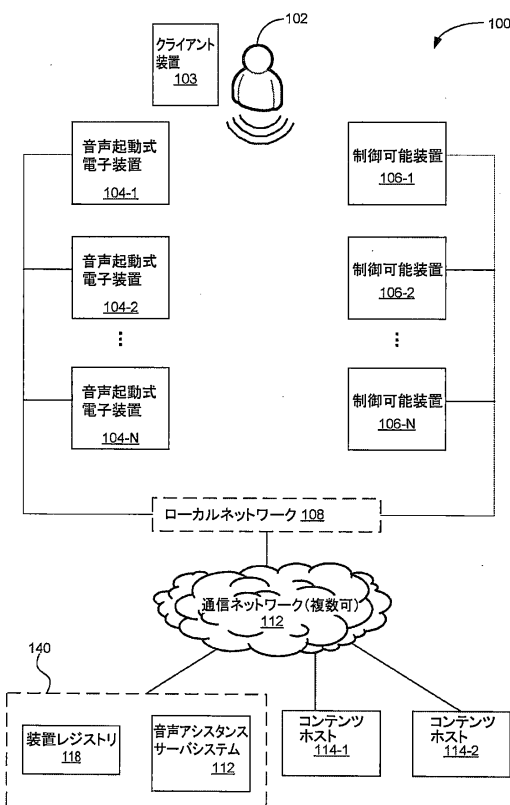 102
100
クライアント
装置
103
音声起動式
電子装置
104-1
制御可能装置
106-1
音声起動式
電子装置
104-2
制御可能装置
106-2
音声起動式
電子装置
104-N
制御可能装置
106-N
ローカルネットワーク 108
通信ネットワーク(複数可)
112
140
装置レジストリ
118
音声アシスタンス
サーバシステム
112
コンテンツ
ホスト
114-1
コンテンツ
ホスト
114-2